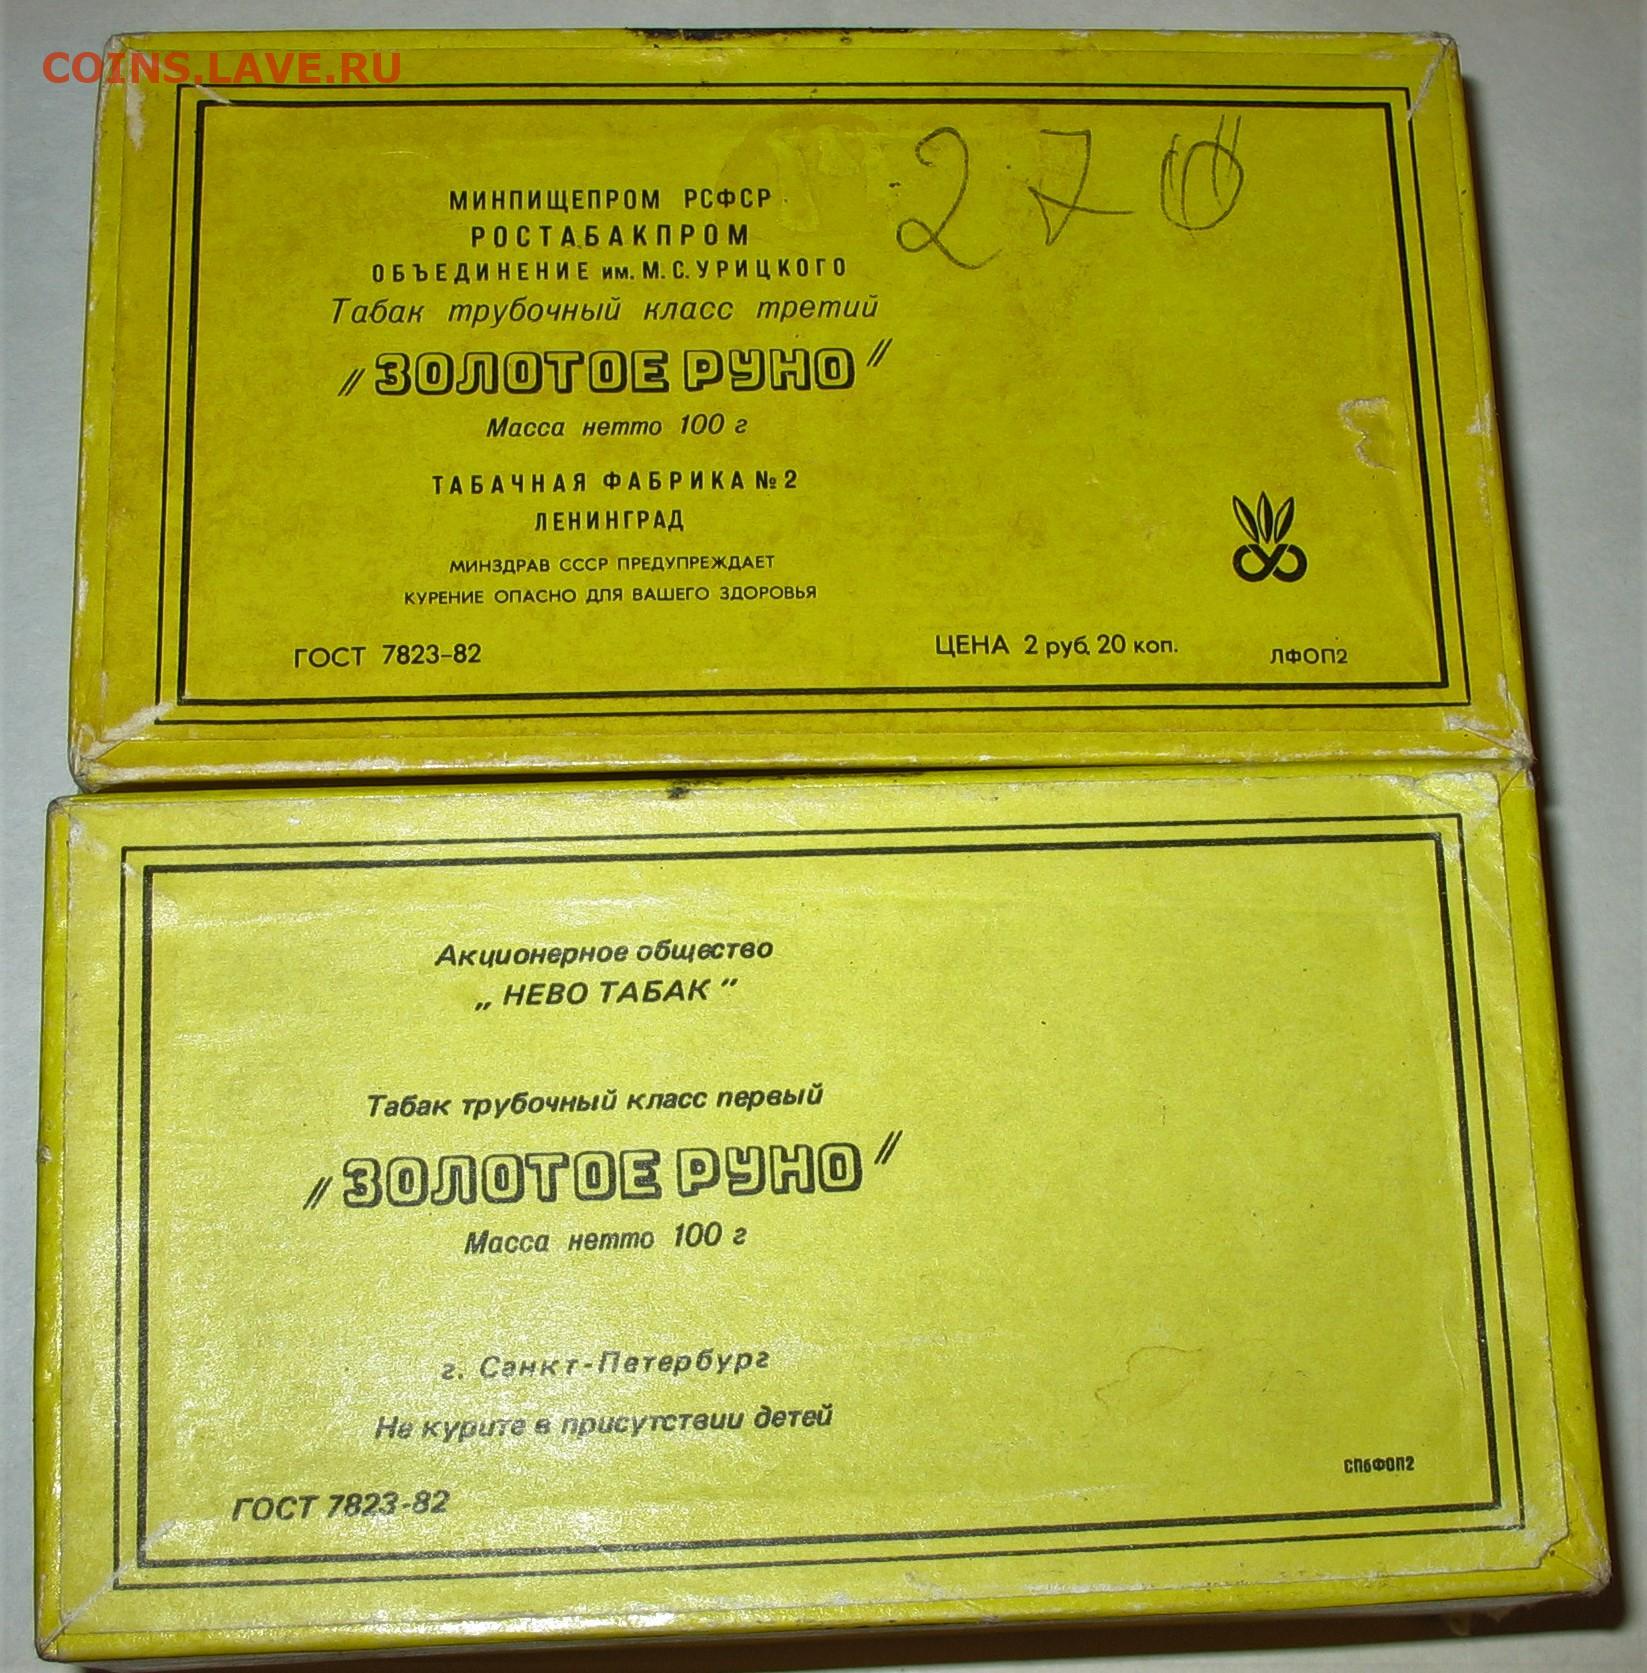 COINS.LAVE.RU
270
МИНПИЩЕПРОМ РСФСР
РОСТАБАКПРОМ
ОБЪЕДИНЕНИЕ им. М.С. УРИЦКОГО
Табак трубочный класс третий
"ЗОЛОТОЕ РУНО"
Масса нетто 100 г
ТАБАЧНАЯ ФАБРИКА № 2
ЛЕНИНГРАД
МИНЗДРАВ СССР ПРЕДУПРЕЖДАЕТ
КУРЕНИЕ ОПАСНО ДЛЯ ВАШЕГО ЗДОРОВЬЯ
ГОСТ 7823-82
ЦЕНА 2 руб. 20 коп.
ЛФОП2
Акционерное общество
„НЕВО ТАБАК"
Табак трубочный класс первый
"ЗОЛОТОЕ РУНО"
Масса нетто 100 г
г. Санкт-Петербург
Не курите в присутствии детей
СПбФОП2
ГОСТ 7823-82